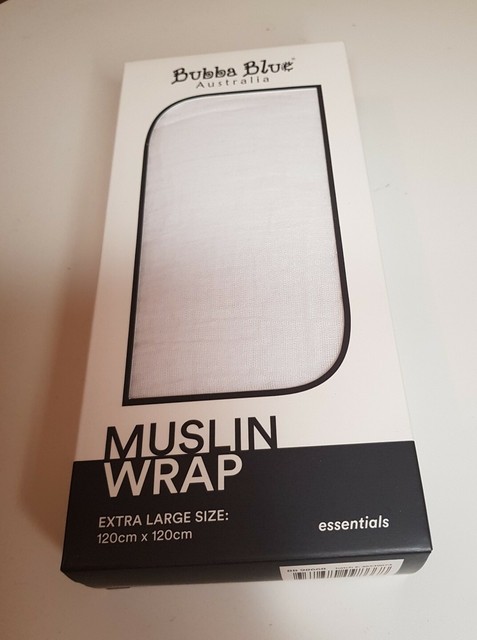 Bubba Blue
Australia
MUSLIN
WRAP
EXTRA LARGE SIZE:
120cm x 120cm
essentials